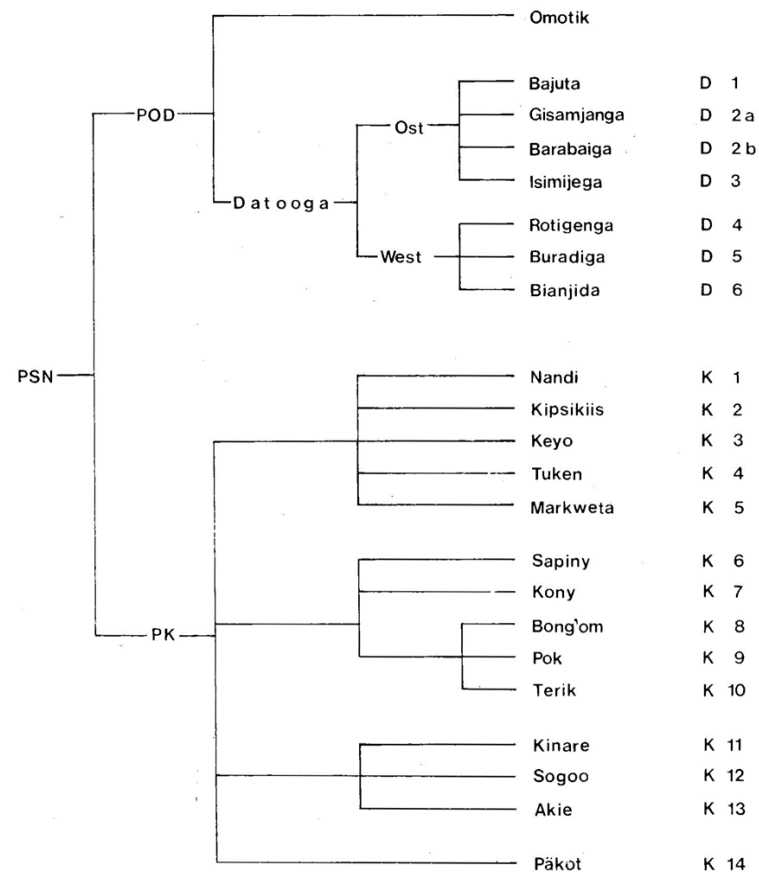 Omotik
Bajuta D 1
POD
Gisamjanga D 2a
Ost
Barabaiga D 2b
Isimijega D 3
Datooga
Rotigenga D 4
West
Buradiga D 5
Bianjida D 6
PSN
Nandi K 1
Kipsikiis K 2
Keyo K 3
Tuken K 4
Markweta K 5
Sapiny K 6
Kony K 7
Bong'om K 8
PK
Pok K 9
Terik K 10
Kinare K 11
Sogoo K 12
Akie K 13
Päkot K 14